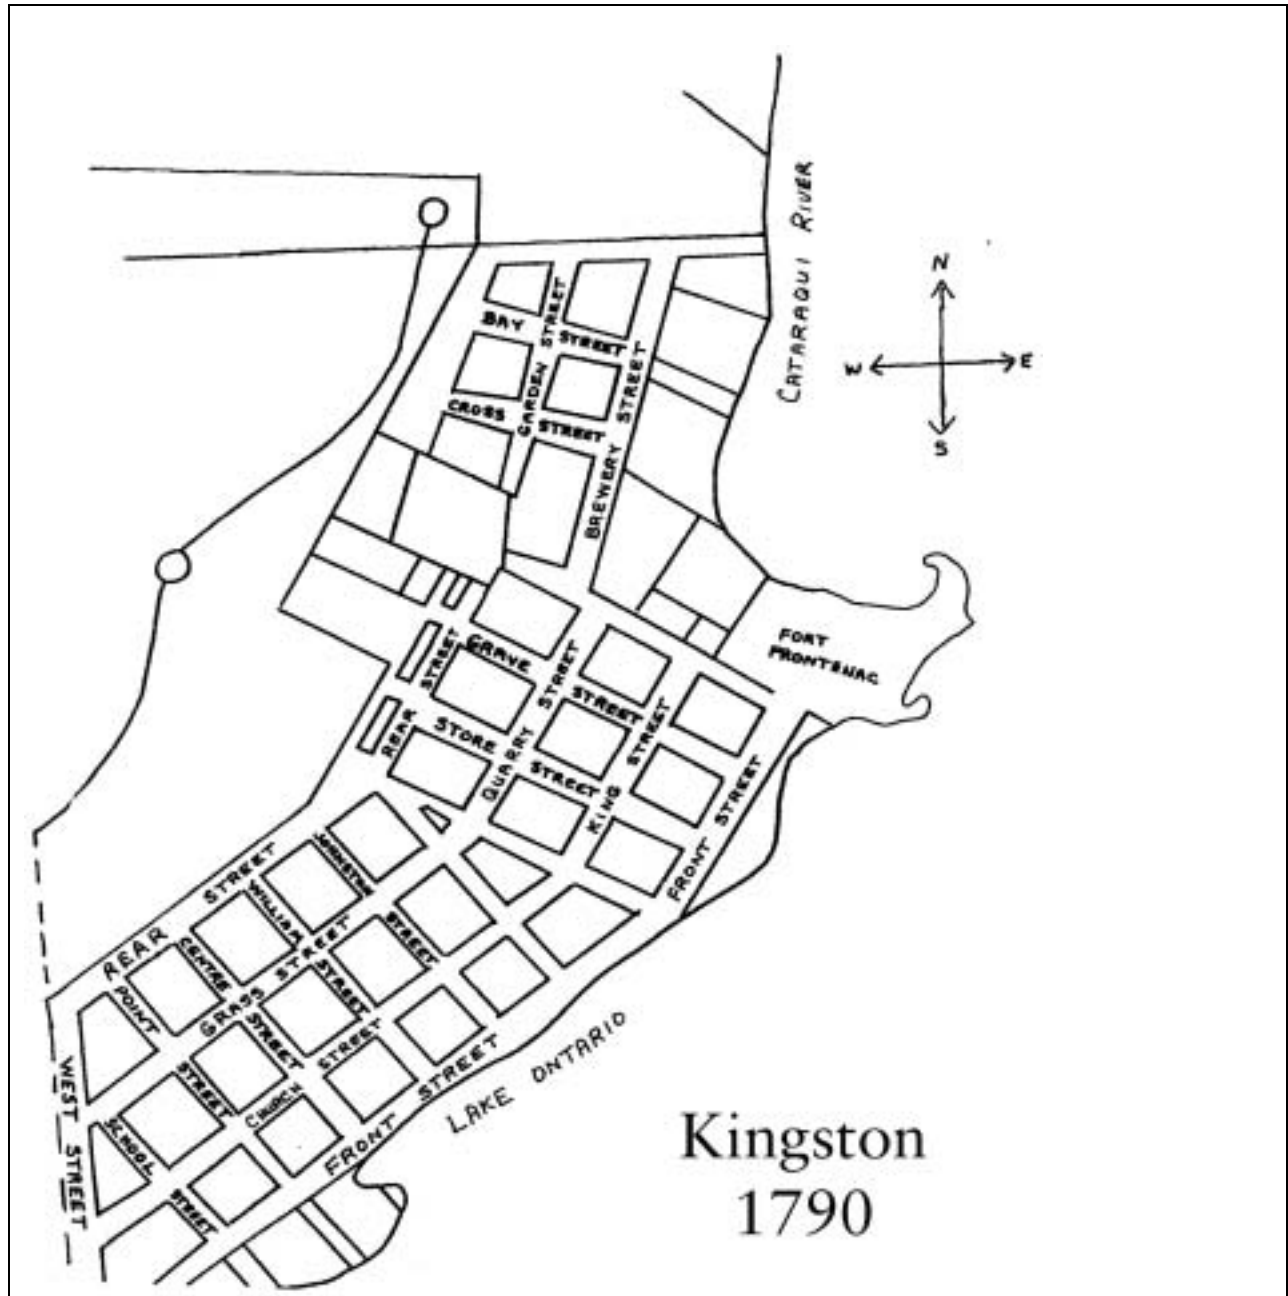 CATARAQUI RIVER
N
W
E
S
BAY STREET
GARDEN STREET
CROSS STREET
BREWERY STREET
FORT
FRONTENAC
GRAVE STREET
REAR STREET
STORE STREET
QUARRY STREET
KING STREET
FRONT STREET
REAR STREET
JOHNSTON STREET
WILLIAM STREET
CENTRE STREET
GRASS STREET
POINT STREET
CHURCH STREET
SCHOOL STREET
WEST STREET
FRONT STREET
LAKE ONTARIO
Kingston
1790